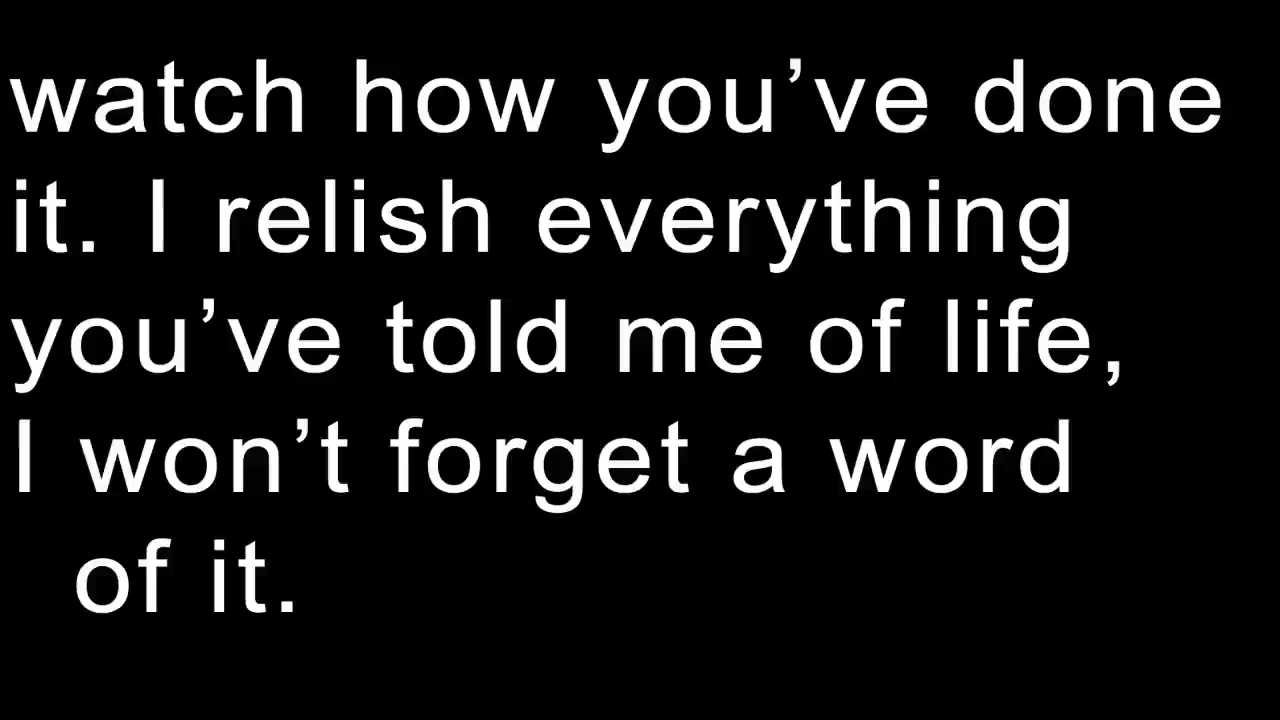 watch how you’ve done
it. I relish everything
you’ve told me of life,
I won’t forget a word
of it.